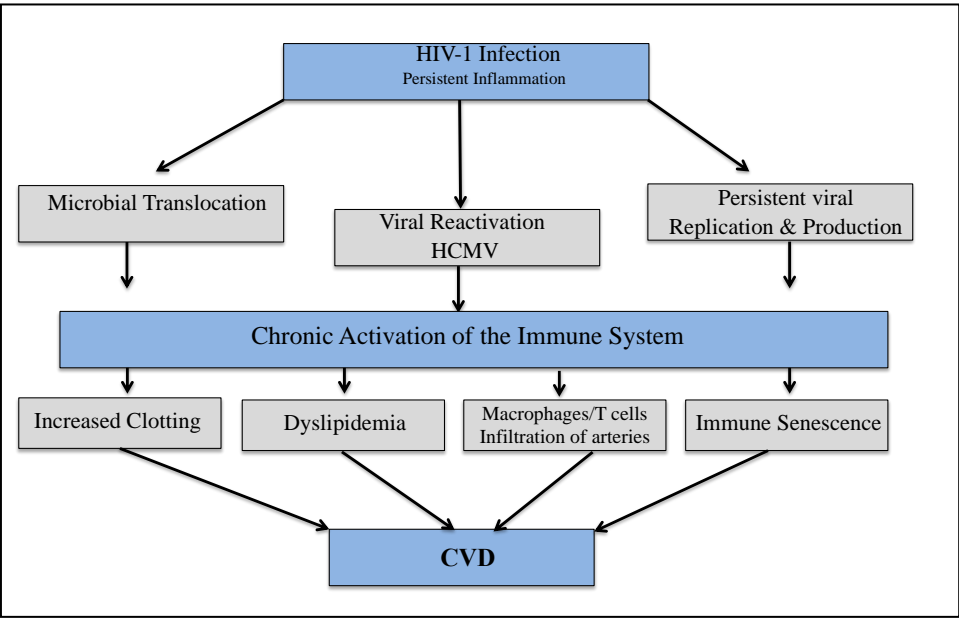 HIV-1 Infection
Persistent Inflammation
Microbial Translocation
Viral Reactivation
HCMV
Persistent viral
Replication & Production
Chronic Activation of the Immune System
Increased Clotting
Dyslipidemia
Macrophages/T cells
Infiltration of arteries
Immune Senescence
CVD